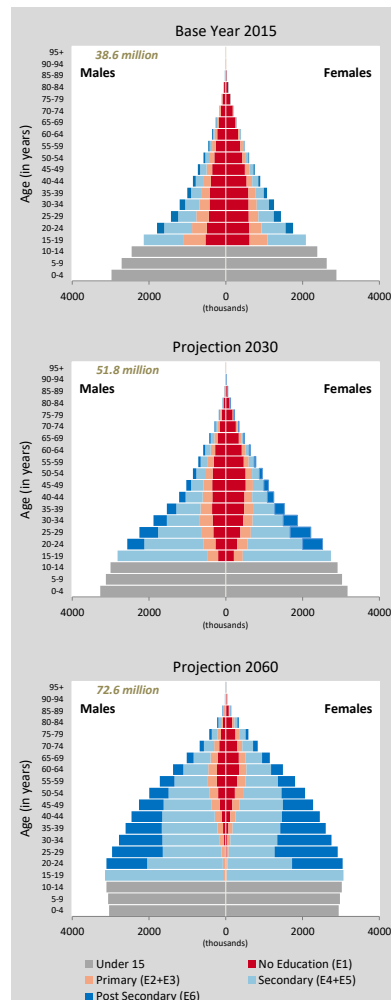 Base Year 2015
38.6 million
Males
Females
Age (in years)
95+
90-94
85-89
80-84
75-79
70-74
65-69
60-64
55-59
50-54
45-49
40-44
35-39
30-34
25-29
20-24
15-19
10-14
5-9
0-4
4000 2000 0 2000 4000
(thousands)
Projection 2030
51.8 million
Males
Females
Age (in years)
95+
90-94
85-89
80-84
75-79
70-74
65-69
60-64
55-59
50-54
45-49
40-44
35-39
30-34
25-29
20-24
15-19
10-14
5-9
0-4
4000 2000 0 2000 4000
(thousands)
Projection 2060
72.6 million
Males
Females
Age (in years)
95+
90-94
85-89
80-84
75-79
70-74
65-69
60-64
55-59
50-54
45-49
40-44
35-39
30-34
25-29
20-24
15-19
10-14
5-9
0-4
4000 2000 0 2000 4000
(thousands)
Under 15
No Education (E1)
Primary (E2+E3)
Secondary (E4+E5)
Post Secondary (E6)